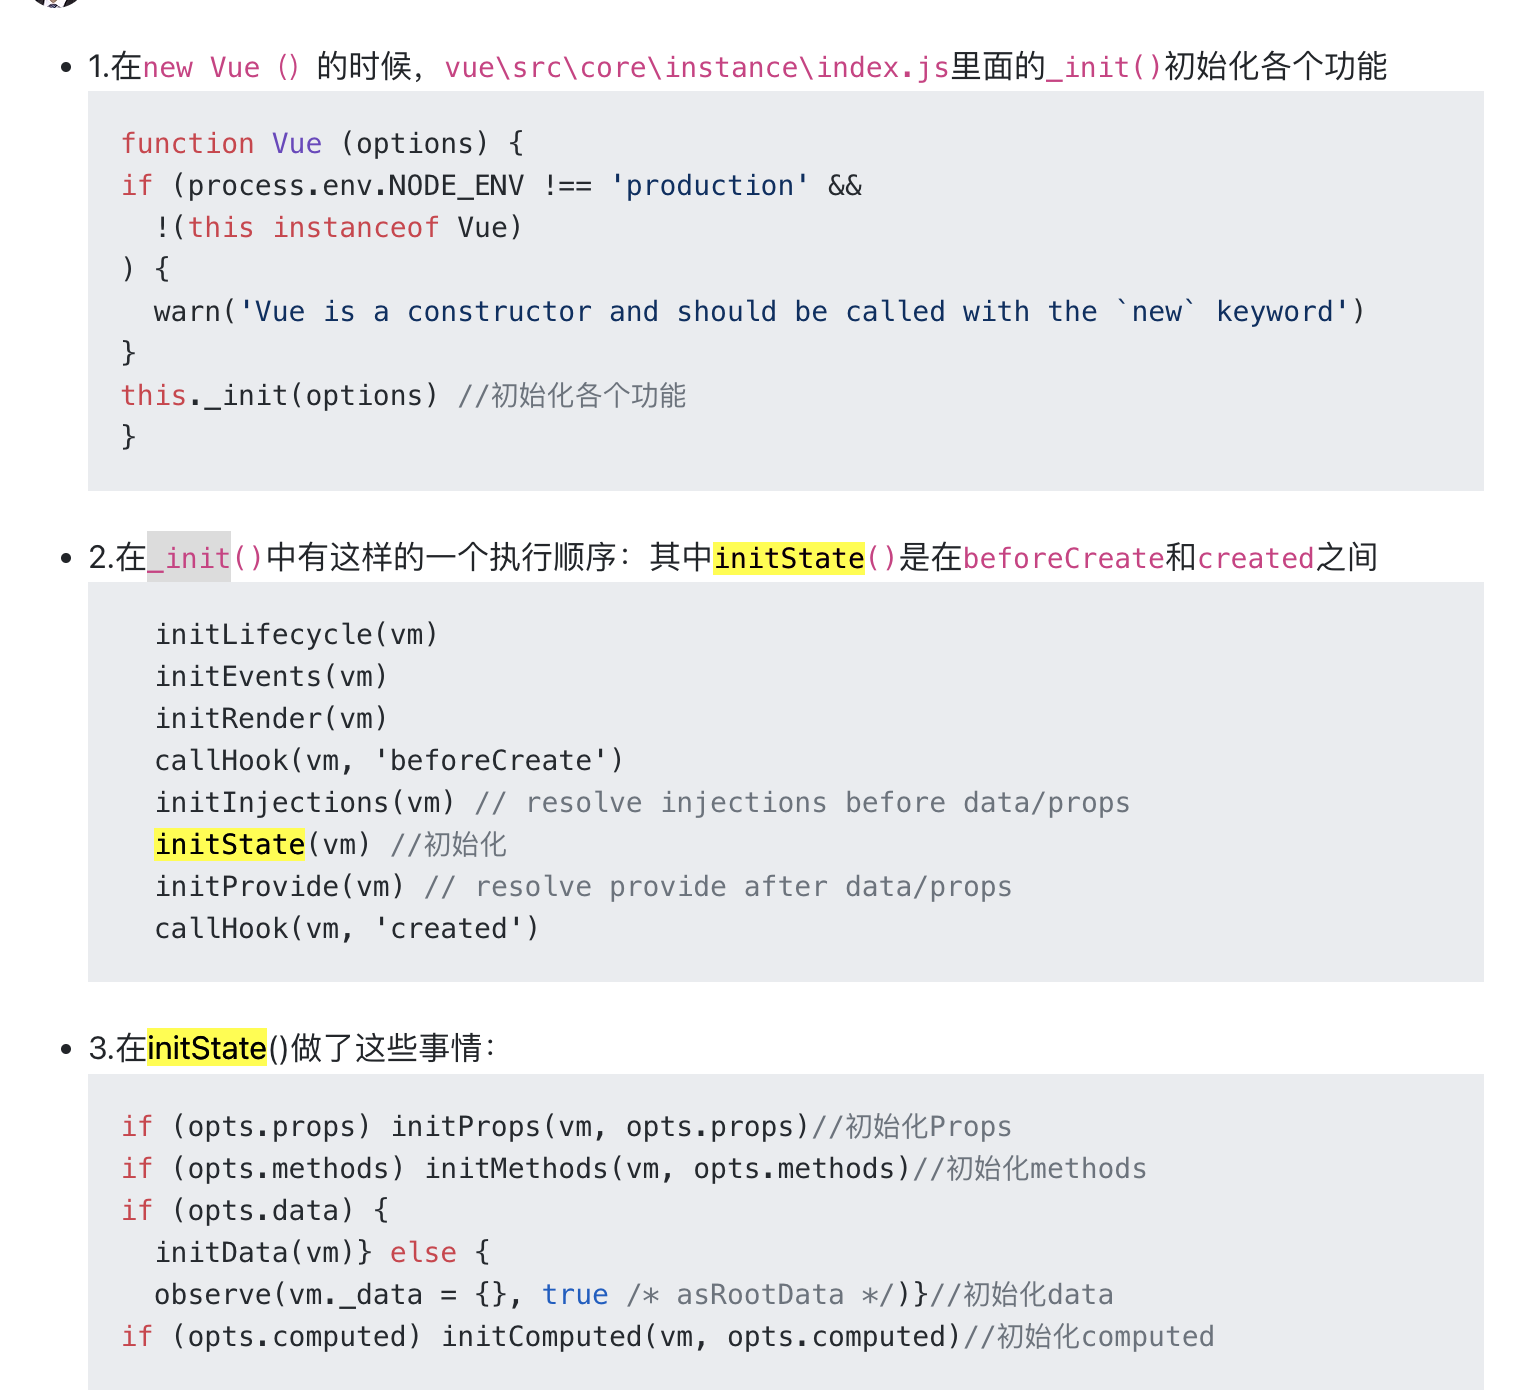 1.在new Vue () 的时候，vue\src\core\instance\index.js里面的_init()初始化各个功能
function Vue (options) {
if (process.env.NODE_ENV !== 'production' &&
  !(this instanceof Vue)
) {
  warn('Vue is a constructor and should be called with the `new` keyword')
}
this._init(options) //初始化各个功能
}
2.在_init()中有这样的一个执行顺序：其中initState()是在beforeCreate和created之间
  initLifecycle(vm)
  initEvents(vm)
  initRender(vm)
  callHook(vm, 'beforeCreate')
  initInjections(vm) // resolve injections before data/props
  initState(vm) //初始化
  initProvide(vm) // resolve provide after data/props
  callHook(vm, 'created')
3.在initState()做了这些事情：
if (opts.props) initProps(vm, opts.props)//初始化Props
if (opts.methods) initMethods(vm, opts.methods)//初始化methods
if (opts.data) {
  initData(vm)} else {
  observe(vm._data = {}, true /* asRootData */)}//初始化data
if (opts.computed) initComputed(vm, opts.computed)//初始化computed